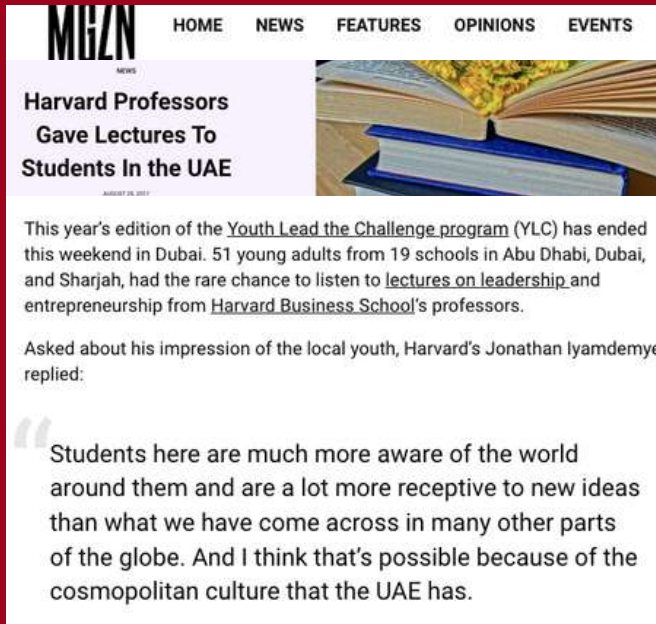 MGZN
HOME NEWS FEATURES OPINIONS EVENTS
NEWS
Harvard Professors
Gave Lectures To
Students In the UAE
AUGUST 28, 2017
This year's edition of the Youth Lead the Challenge program (YLC) has ended
this weekend in Dubai. 51 young adults from 19 schools in Abu Dhabi, Dubai,
and Sharjah, had the rare chance to listen to lectures on leadership and
entrepreneurship from Harvard Business School's professors.
Asked about his impression of the local youth, Harvard's Jonathan Iyamdemye
replied:
“
Students here are much more aware of the world
around them and are a lot more receptive to new ideas
than what we have come across in many other parts
of the globe. And I think that's possible because of the
cosmopolitan culture that the UAE has.